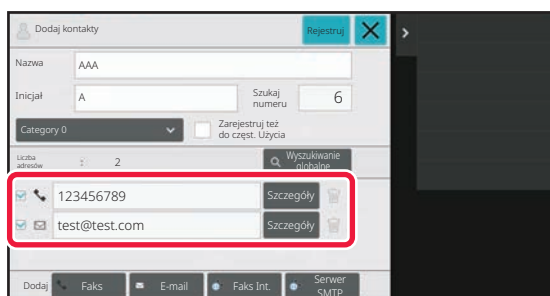 Dodaj kontakty
Rejestruj
Nazwa
AAA
Inicjał
A
Szukaj
numeru
6
Category 0
Zarejestruj też
do częst. Użycia
Liczba
adresów
: 2
Wyszukiwanie
globalne
123456789
Szczegóły
test@test.com
Szczegóły
Dodaj
Faks
E-mail
Faks Int.
Serwer
SMTP